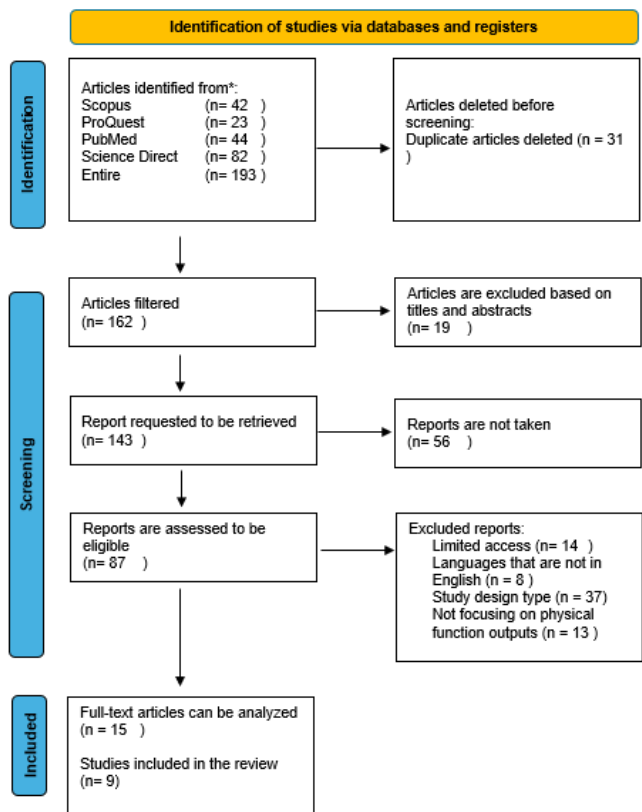 Identification of studies via databases and registers
Identification
Articles identified from*:
Scopus (n= 42 )
ProQuest (n= 23 )
PubMed (n= 44 )
Science Direct (n= 82 )
Entire (n= 193 )
Articles deleted before
screening:
Duplicate articles deleted (n = 31
)
Screening
Articles filtered
(n= 162 )
Articles are excluded based on
titles and abstracts
(n= 19 )
Report requested to be retrieved
(n= 143 )
Reports are not taken
(n= 56 )
Reports are assessed to be
eligible
(n= 87 )
Excluded reports:
Limited access (n= 14 )
Languages that are not in
English (n = 8 )
Study design type (n = 37)
Not focusing on physical
function outputs (n = 13 )
Included
Full-text articles can be analyzed
(n = 15 )
Studies included in the review
(n= 9)